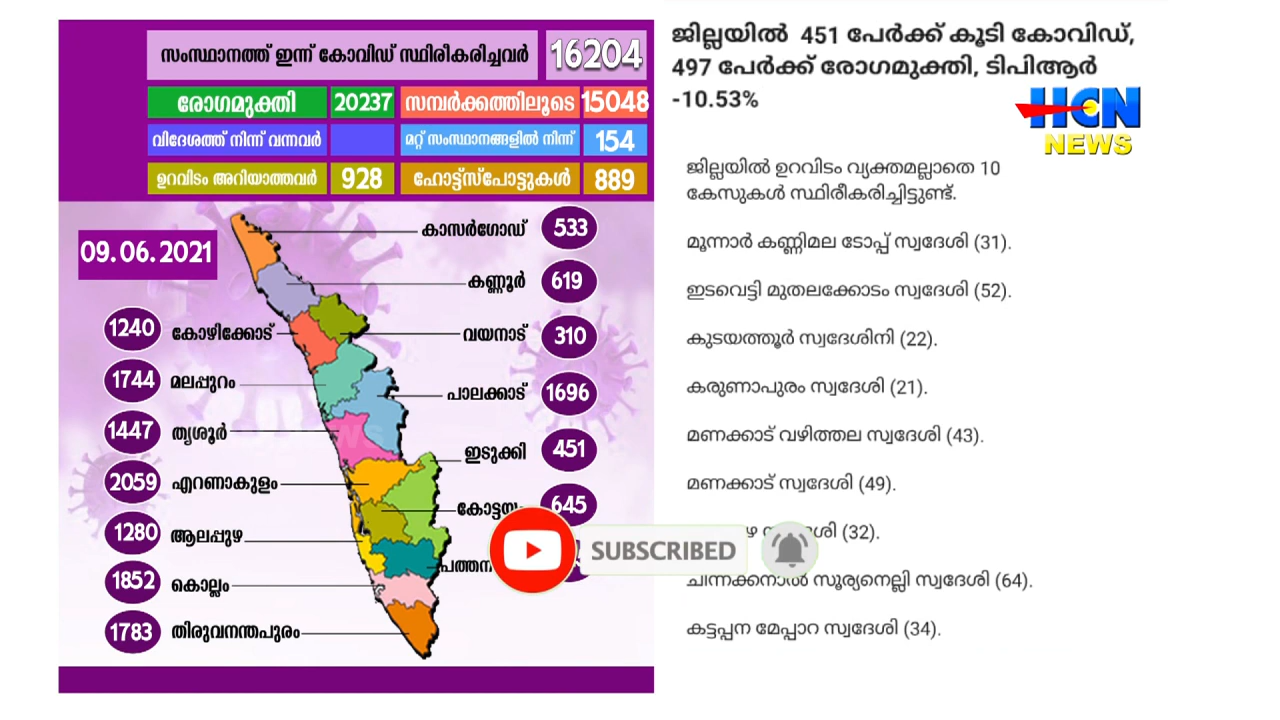 സംസ്ഥാനത്ത് ഇന്ന് കോവിഡ് സ്ഥിരീകരിച്ചവർ 16204
രോഗമുക്തി 20237 സമ്പർക്കത്തിലൂടെ 15048
വിദേശത്ത് നിന്ന് വന്നവർ മറ്റ് സംസ്ഥാനങ്ങളിൽ നിന്ന് 154
ഉറവിടം അറിയാത്തവർ 928 ഹോട്ട്സ്പോട്ടുകൾ 889
09.06.2021
കാസർഗോഡ് 533
കണ്ണൂർ 619
1240 കോഴിക്കോട്
വയനാട് 310
1744 മലപ്പുറം
പാലക്കാട് 1696
1447 തൃശൂർ
ഇടുക്കി 451
2059 എറണാകുളം
645
1280 ആലപ്പുഴ
1852 കൊല്ലം
1783 തിരുവനന്തപുരം
SUBSCRIBED
ജില്ലയിൽ 451 പേർക്ക് കൂടി കോവിഡ്,
497 പേർക്ക് രോഗമുക്തി, ടിപിആർ
-10.53%
HCN
NEWS
ജില്ലയിൽ ഉറവിടം വ്യക്തമല്ലാതെ 10
കേസുകൾ സ്ഥിരീകരിച്ചിട്ടുണ്ട്.
മൂന്നാർ കണ്ണിമല ടോപ്പ് സ്വദേശി (31).
ഇടവെട്ടി മുതലക്കോടം സ്വദേശി (52).
കുടയത്തൂർ സ്വദേശിനി (22).
കരുണാപുരം സ്വദേശി (21).
മണക്കാട് വഴിത്തല സ്വദേശി (43).
മണക്കാട് സ്വദേശി (49).
(32).
ചിന്നക്കനാൽ സൂര്യനെല്ലി സ്വദേശി (64).
കട്ടപ്പന മേപ്പാറ സ്വദേശി (34).